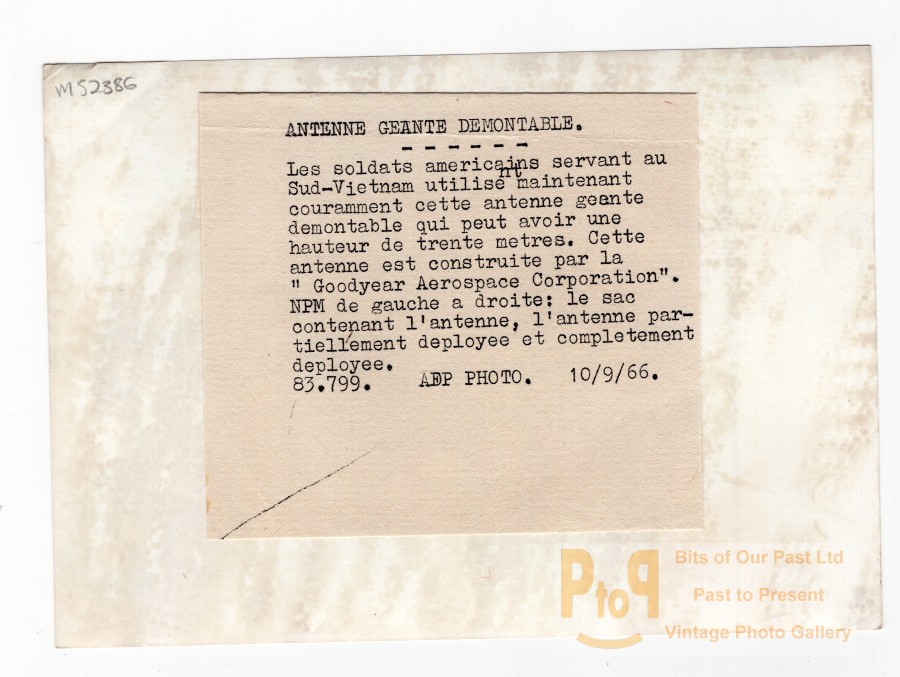 M52386
ANTENNE GEANTE DEMONTABLE.
- - - - - -
Les soldats americains servant au
Sud-Vietnam utilisent maintenant
couramment cette antenne geante
demontable qui peut avoir une
hauteur de trente metres. Cette
antenne est construite par la
" Goodyear Aerospace Corporation".
NPM de gauche a droite: le sac
contenant l'antenne, l'antenne par-
tiellement deployee et completement
deployee.
83.799. AEP PHOTO. 10/9/66.
PtoP
Bits of Our Past Ltd
Past to Present
Vintage Photo Gallery